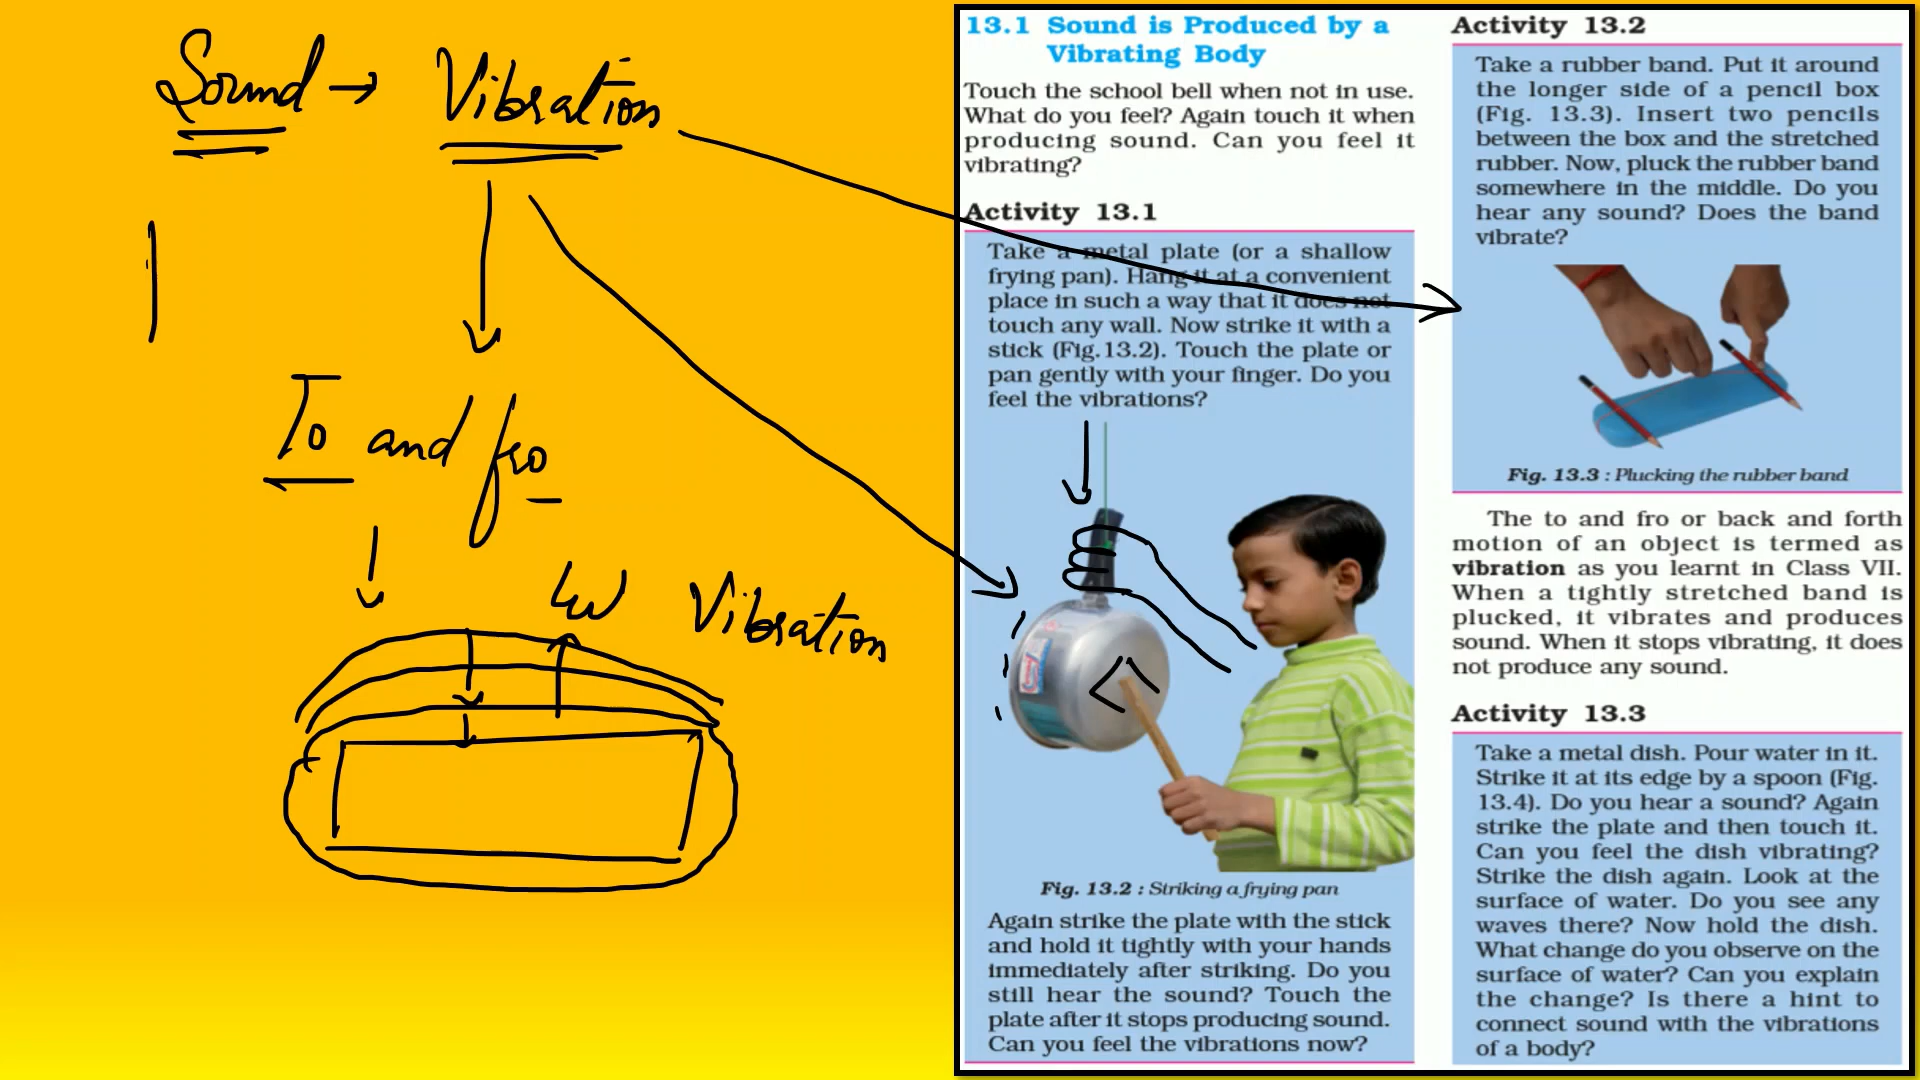 Sound → Vibration
To and fro
Vibration
13.1 Sound is Produced by a
Vibrating Body
Touch the school bell when not in use.
What do you feel? Again touch it when
producing sound. Can you feel it
vibrating?
Activity 13.1
Take a metal plate (or a shallow
frying pan). Hang it at a convenient
place in such a way that it does not
touch any wall. Now strike it with a
stick (Fig.13.2). Touch the plate or
pan gently with your finger. Do you
feel the vibrations?
Fig. 13.2 : Striking a frying pan
Again strike the plate with the stick
and hold it tightly with your hands
immediately after striking. Do you
still hear the sound? Touch the
plate after it stops producing sound.
Can you feel the vibrations now?
Activity 13.2
Take a rubber band. Put it around
the longer side of a pencil box
(Fig. 13.3). Insert two pencils
between the box and the stretched
rubber. Now, pluck the rubber band
somewhere in the middle. Do you
hear any sound? Does the band
vibrate?
Fig. 13.3 : Plucking the rubber band
The to and fro or back and forth
motion of an object is termed as
vibration as you learnt in Class VII.
When a tightly stretched band is
plucked, it vibrates and produces
sound. When it stops vibrating, it does
not produce any sound.
Activity 13.3
Take a metal dish. Pour water in it.
Strike it at its edge by a spoon (Fig.
13.4). Do you hear a sound? Again
strike the plate and then touch it.
Can you feel the dish vibrating?
Strike the dish again. Look at the
surface of water. Do you see any
waves there? Now hold the dish.
What change do you observe on the
surface of water? Can you explain
the change? Is there a hint to
connect sound with the vibrations
of a body?